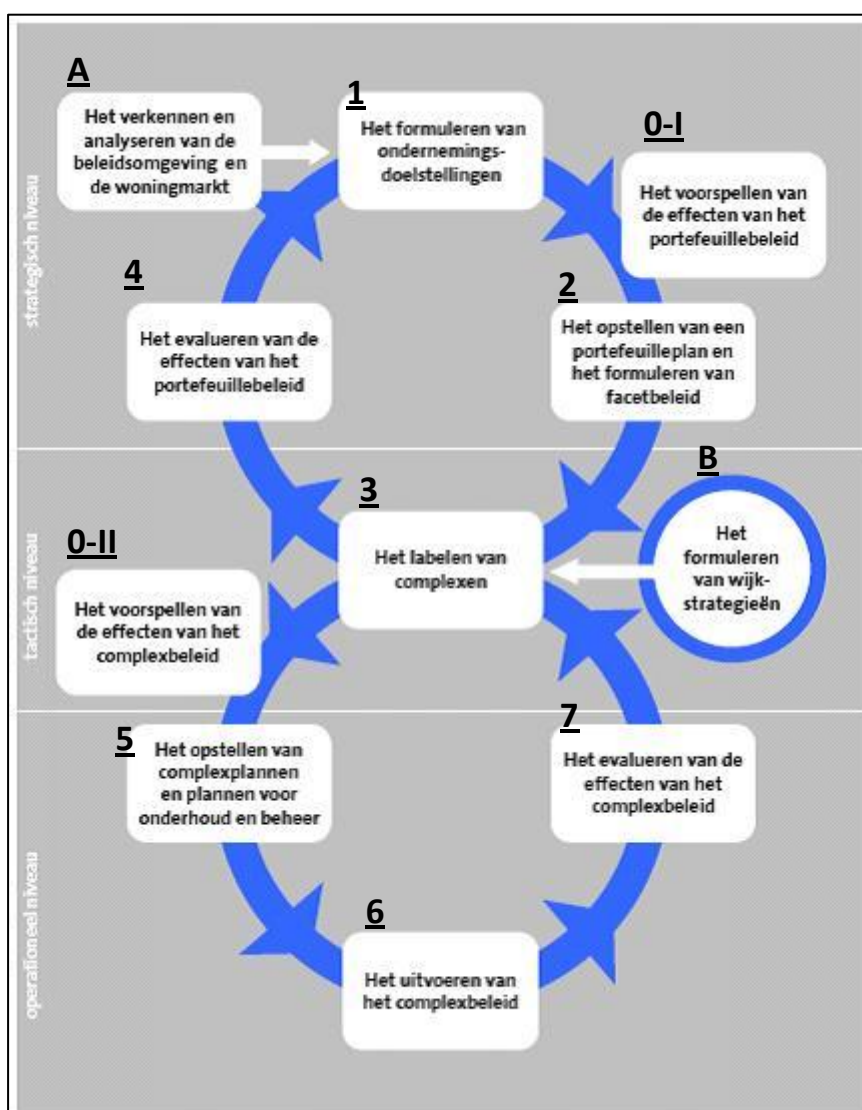 A
Het verkennen en
analyseren van de
beleidsomgeving en
de woningmarkt
1
Het formuleren van
ondernemings-
doelstellingen
0-I
Het voorspellen van
de effecten van het
portefeuillebeleid
strategisch niveau
4
Het evalueren van de
effecten van het
portefeuillebeleid
2
Het opstellen van een
portefeuilleplan en
het formuleren van
facetbeleid
tactisch niveau
3
Het labelen van
complexen
B
Het
formuleren
van wijk-
strategieën
0-II
Het voorspellen van
de effecten van het
complexbeleid
operationeel niveau
5
Het opstellen van
complexplannen
en plannen voor
onderhoud en beheer
7
Het evalueren van de
effecten van het
complexbeleid
6
Het uitvoeren van
het complexbeleid